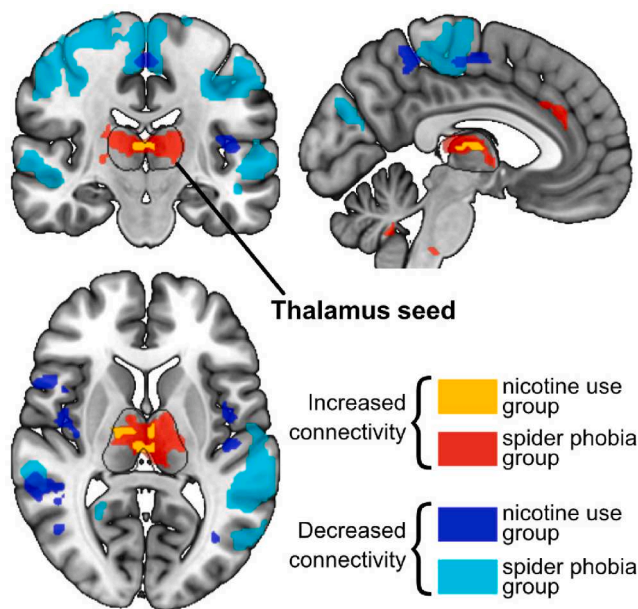 Thalamus seed
Increased
connectivity
nicotine use
group
spider phobia
group
Decreased
connectivity
nicotine use
group
spider phobia
group